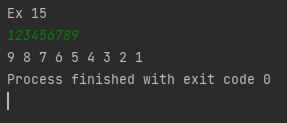 Ex 15
123456789
9 8 7 6 5 4 3 2 1
Process finished with exit code 0